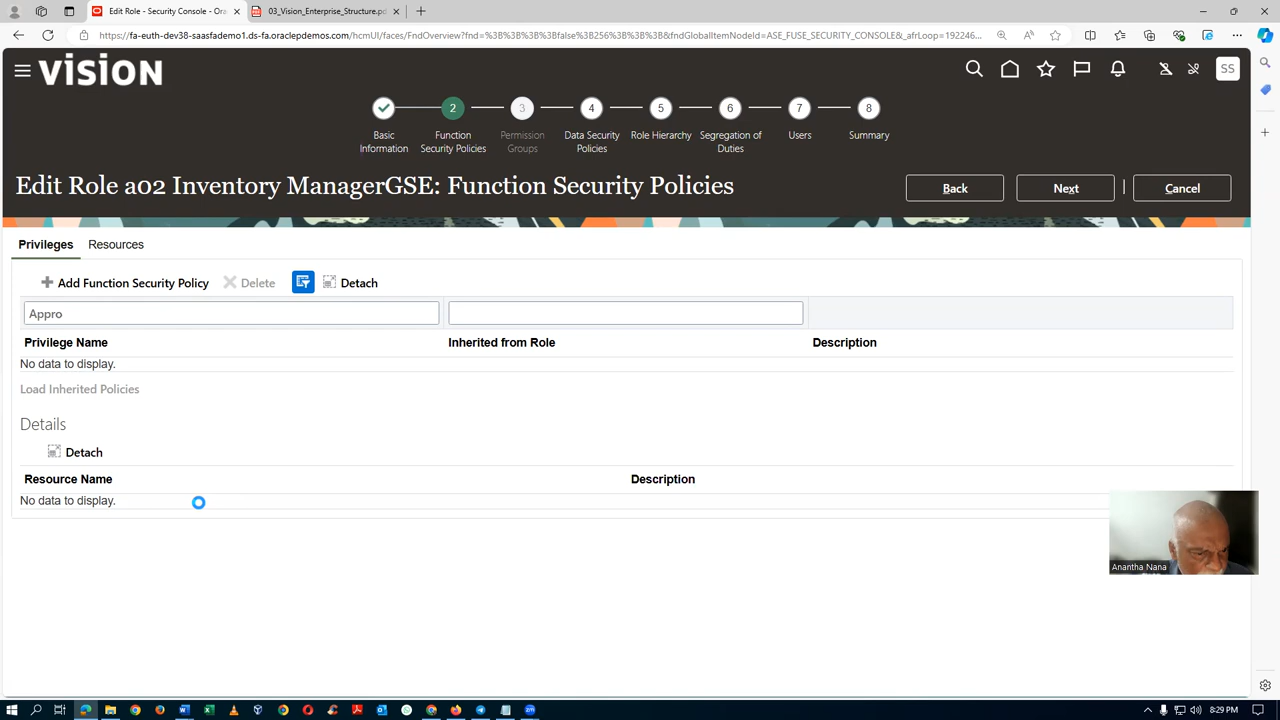 Edit Role - Security Console - Ora
03_Vision_Enterprise_Structure.pd
https://fa-euth-dev38-saasfademo1.ds-fa.oraclepdemos.com/hcmUI/faces/FndOverview?fnd=%3B%3B%3B%3Bfalse%3B256%3B%3B%3B&fndGlobalItemNodeId=ASE_FUSE_SECURITY_CONSOLE&_afrLoop=192246...
VISION
SS
2 3 4 5 6 7 8
Basic Information
Function Security Policies
Permission Groups
Data Security Policies
Role Hierarchy
Segregation of Duties
Users
Summary
Edit Role a02 Inventory ManagerGSE: Function Security Policies
Back
Next
Cancel
Privileges
Resources
Add Function Security Policy
Delete
Detach
Appro
Privilege Name
Inherited from Role
Description
No data to display.
Load Inherited Policies
Details
Detach
Resource Name
Description
No data to display.
Anantha Nana
8:29 PM